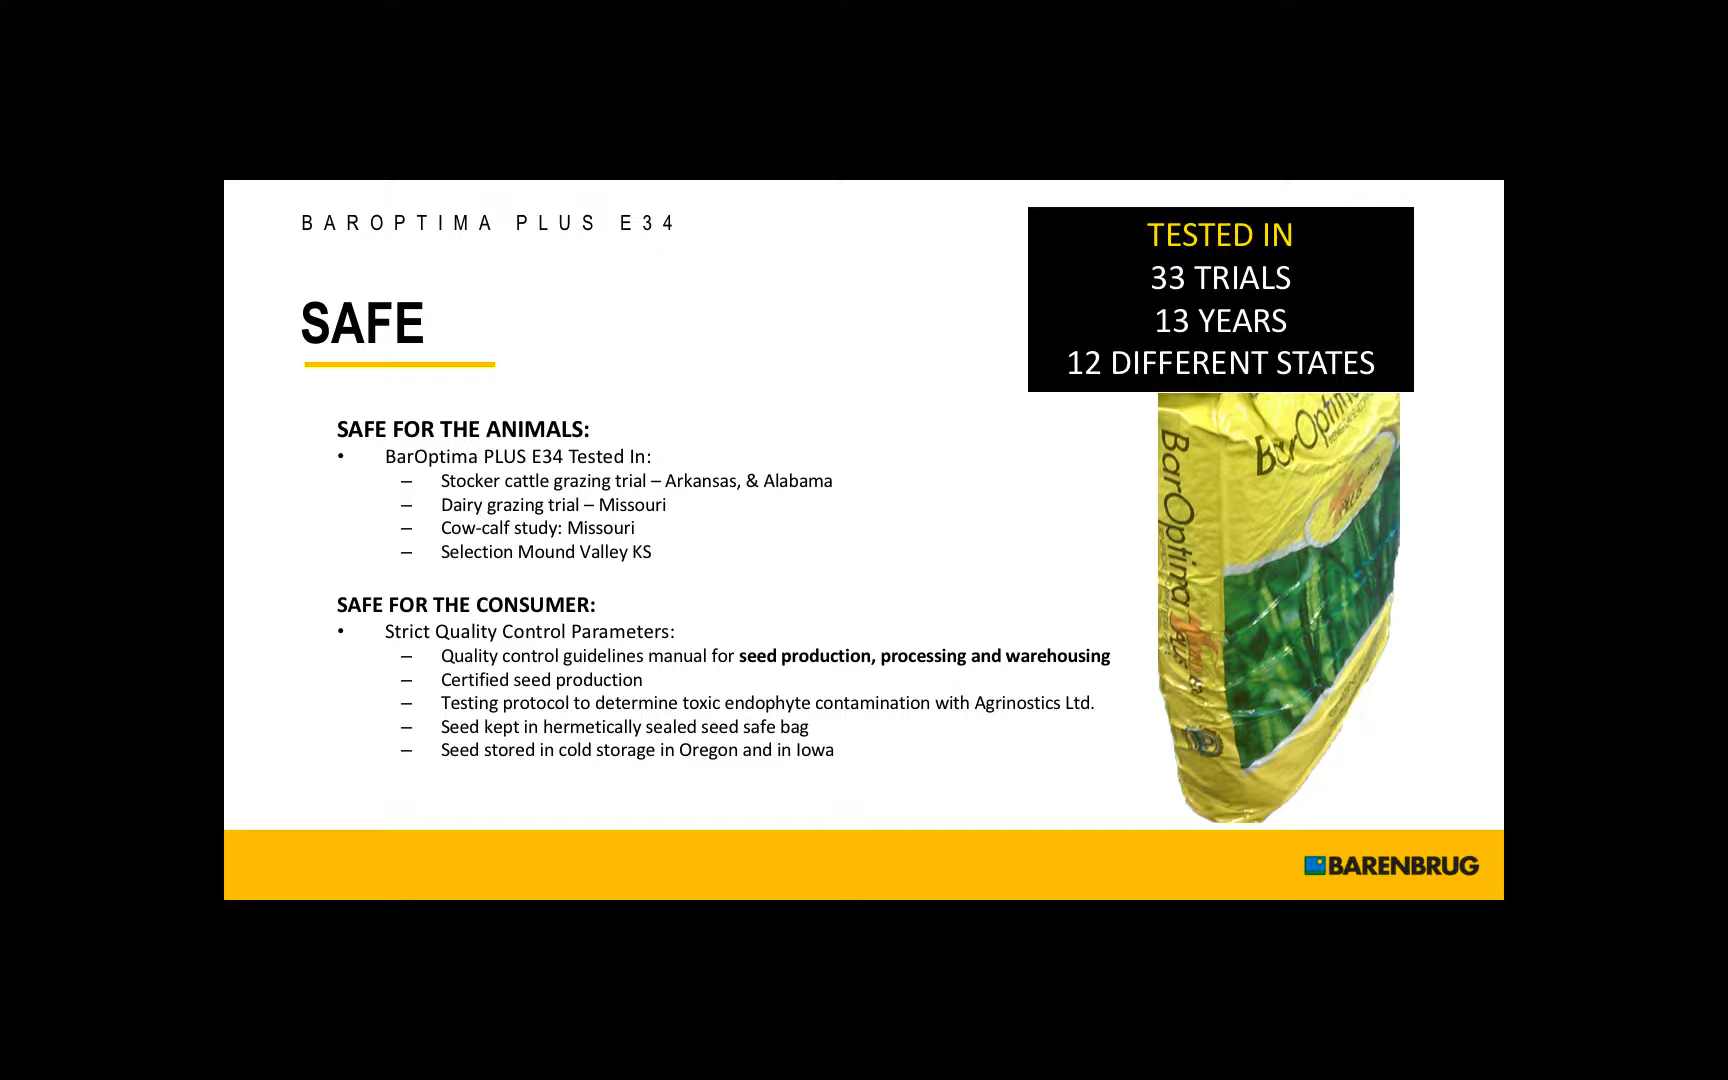 BAROPTIMA PLUS E34
SAFE
TESTED IN
33 TRIALS
13 YEARS
12 DIFFERENT STATES
SAFE FOR THE ANIMALS:
• BarOptima PLUS E34 Tested In:
– Stocker cattle grazing trial – Arkansas, & Alabama
– Dairy grazing trial – Missouri
– Cow-calf study: Missouri
– Selection Mound Valley KS
SAFE FOR THE CONSUMER:
• Strict Quality Control Parameters:
– Quality control guidelines manual for seed production, processing and warehousing
– Certified seed production
– Testing protocol to determine toxic endophyte contamination with Agrinostics Ltd.
– Seed kept in hermetically sealed seed safe bag
– Seed stored in cold storage in Oregon and in Iowa
BarOptima
BarOptima
PLUS
BARENBRUG